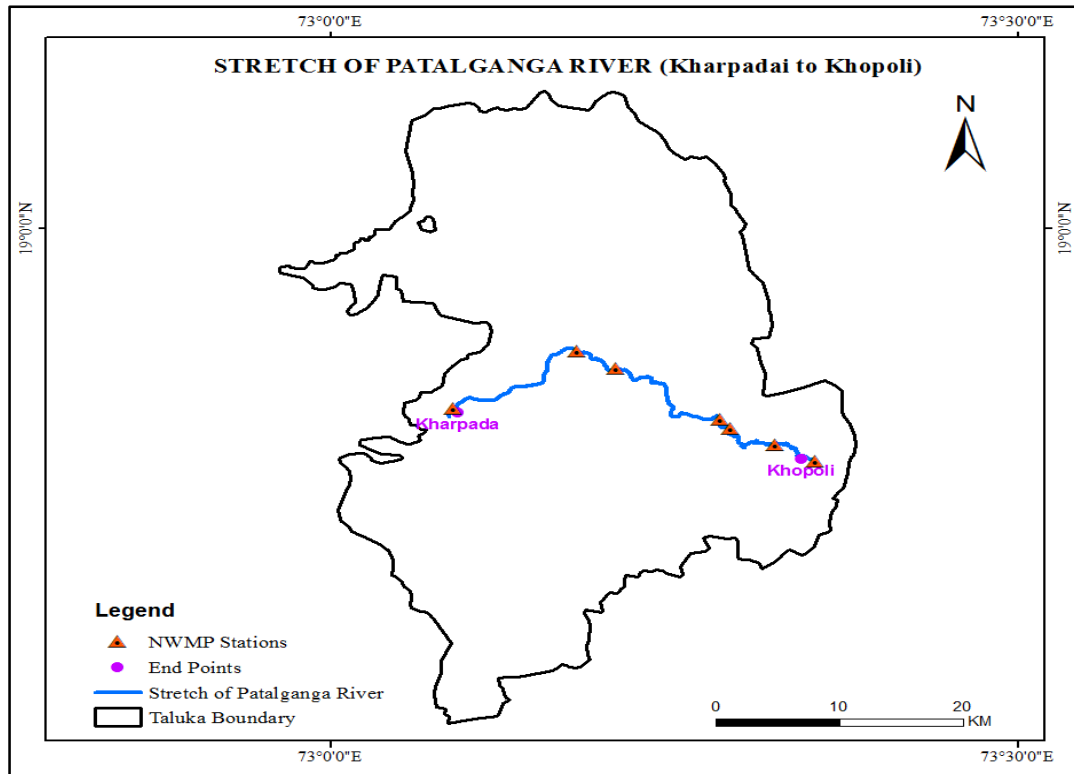 73°0'0"E
73°30'0"E
STRETCH OF PATALGANGA RIVER (Kharpadai to Khopoli)
N
19°0'0"N
19°0'0"N
Kharpada
Khopoli
Legend
NWMP Stations
End Points
Stretch of Patalganga River
Taluka Boundary
0
10
20
KM
73°0'0"E
73°30'0"E